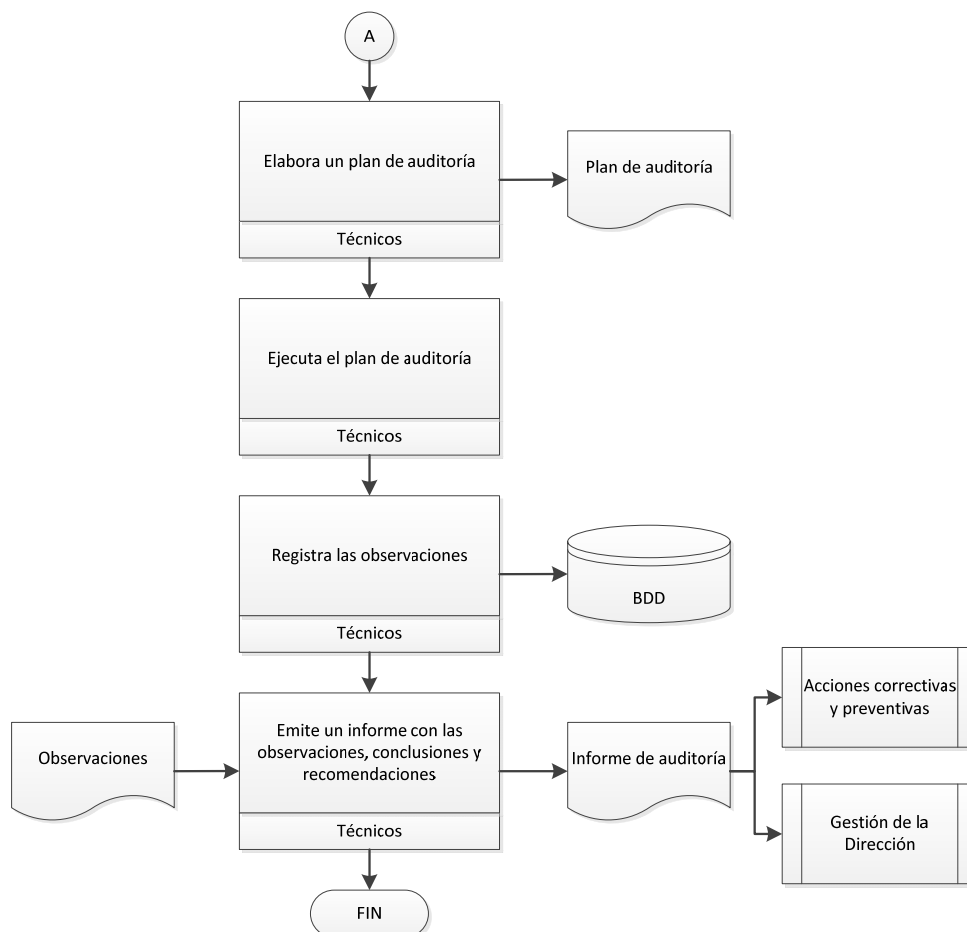 A
Elabora un plan de auditoría
Técnicos
Plan de auditoría
Ejecuta el plan de auditoría
Técnicos
Registra las observaciones
Técnicos
BDD
Observaciones
Emite un informe con las
observaciones, conclusiones y
recomendaciones
Técnicos
Informe de auditoría
Acciones correctivas
y preventivas
Gestión de la
Dirección
FIN